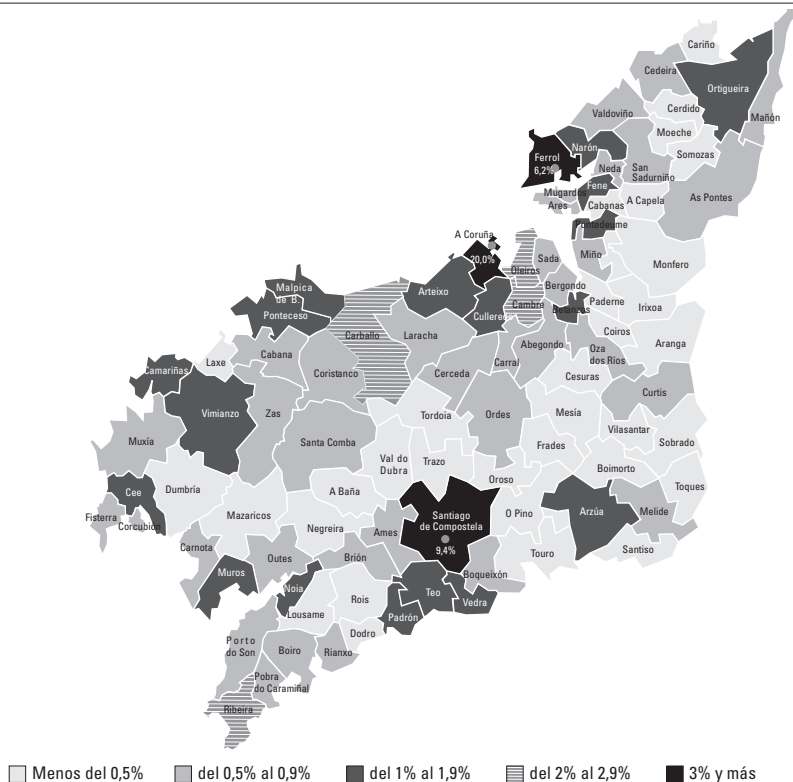 Cariño
Cedeira
Ortigueira
Valdoviño
Cerdido
Mañón
Moeche
Narón
Somozas
Ferrol
6,2%
Neda
San
Sadurniño
Fene
Mugardos
Ares
Cabanas
A Capela
As Pontes
Pontedeume
A Coruña
20,0%
Oleiros
Sada
Miño
Monfero
Bergondo
Malpica
de B.
Arteixo
Cambre
Paderne
Irixoa
Ponteceso
Culleredo
Betanzos
Carballo
Laracha
Coiros
Aranga
Laxe
Cabana
Abegondo
Oza
dos Ríos
Camariñas
Coristanco
Cerceda
Carral
Cesuras
Curtis
Vimianzo
Zas
Tordoia
Ordes
Mesía
Muxía
Santa Comba
Vilasantar
Frades
Sobrado
Val do
Dubra
Trazo
Boimorto
Oroso
Toques
Cee
Dumbría
A Baña
Fisterra
Corcubión
Mazaricos
Santiago
de Compostela
9,4%
O Pino
Arzúa
Melide
Negreira
Ames
Carnota
Outes
Brión
Touro
Santiso
Muros
Boqueixón
Noia
Rois
Teo
Vedra
Lousame
Padrón
Dodro
Porto
do Son
Boiro
Rianxo
Pobra
do Caramiñal
Ribeira
Menos del 0,5% del 0,5% al 0,9% del 1% al 1,9% del 2% al 2,9% 3% y más